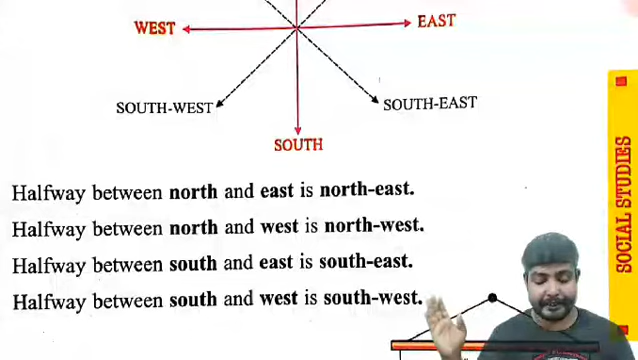 WEST
EAST
SOUTH-WEST
SOUTH-EAST
SOUTH
Halfway between north and east is north-east.
Halfway between north and west is north-west.
Halfway between south and east is south-east.
Halfway between south and west is south-west.
SOCIAL STUDIES